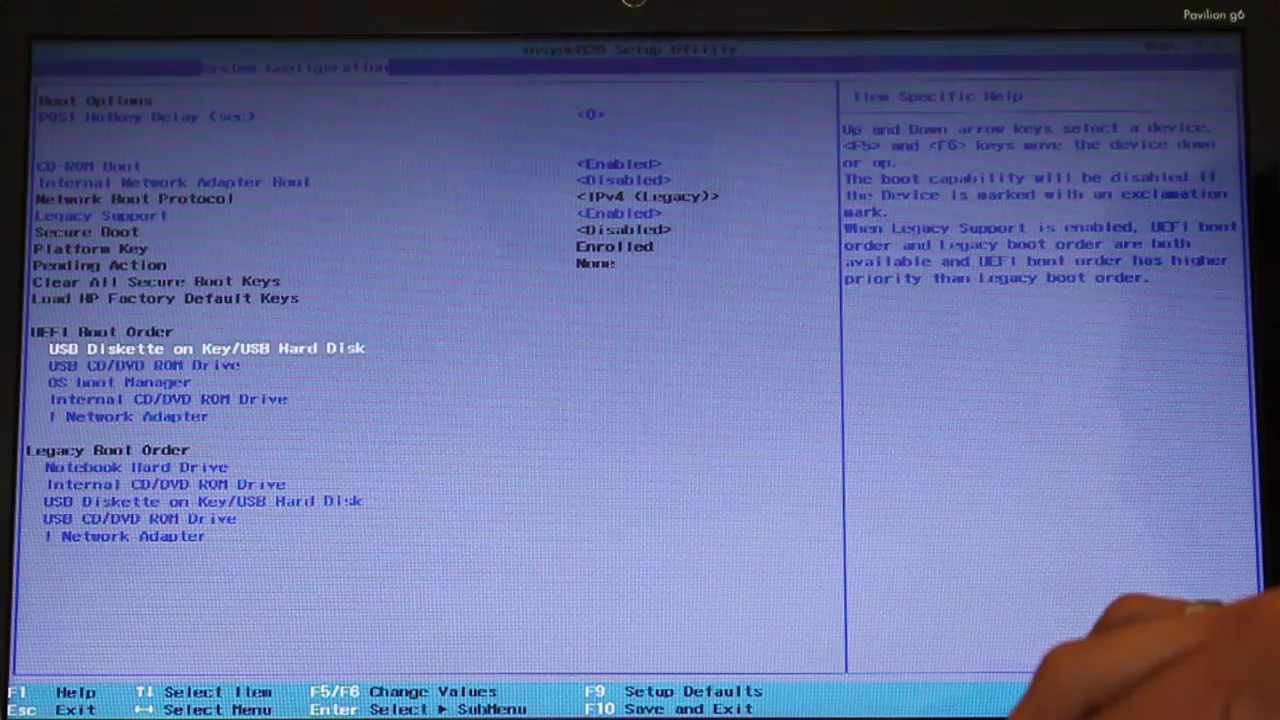 Pavilion g6
InsydeH20 Setup Utility
System Configuration
Boot Options
POST Hotkey Delay (sec) <0>
CD-ROM Boot <Enabled>
Internal Network Adapter Boot <Disabled>
Network Boot Protocol <IPv4 (Legacy)>
Legacy Support <Enabled>
Secure Boot <Disabled>
Platform Key Enrolled
Pending Action None
Clear All Secure Boot Keys
Load HP Factory Default Keys
UEFI Boot Order
USB Diskette on Key/USB Hard Disk
USB CD/DVD ROM Drive
OS boot Manager
Internal CD/DVD ROM Drive
! Network Adapter
Legacy Boot Order
Notebook Hard Drive
Internal CD/DVD ROM Drive
USB Diskette on Key/USB Hard Disk
USB CD/DVD ROM Drive
! Network Adapter
Item Specific Help
Up and Down arrow keys select a device.
<F5> and <F6> keys move the device down
or up.
The boot capability will be disabled if
the Device is marked with an exclamation
mark.
When Legacy Support is enabled, UEFI boot
order and Legacy boot order are both
available and UEFI boot order has higher
priority than Legacy boot order.
F1 Help ↑↓ Select Item F5/F6 Change Values F9 Setup Defaults
Esc Exit ↔ Select Menu Enter Select ▶ SubMenu F10 Save and Exit